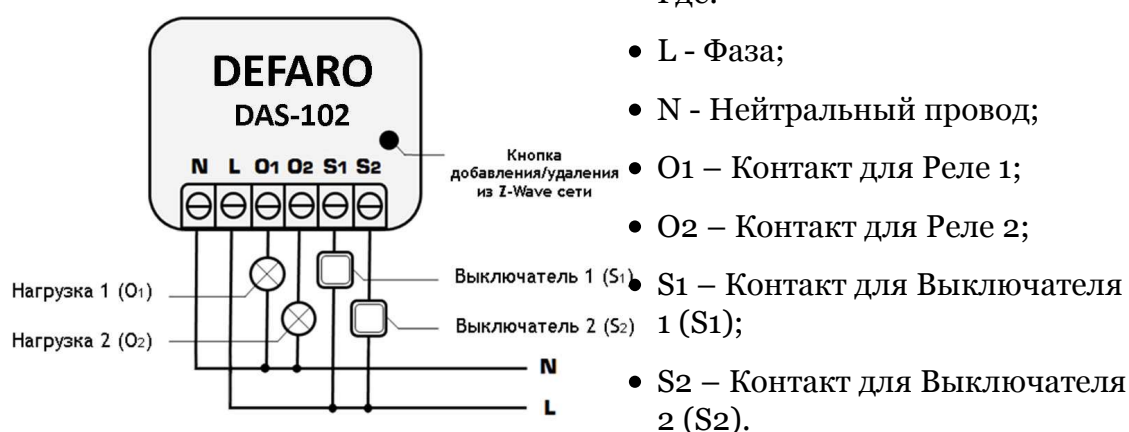 DEFARO
DAS-102
N L O1 O2 S1 S2
Кнопка
добавления/удаления
из Z-Wave сети
Нагрузка 1 (O1)
Нагрузка 2 (O2)
Выключатель 1 (S1)
Выключатель 2 (S2)
N
L
• L - Фаза;
• N - Нейтральный провод;
• O1 – Контакт для Реле 1;
• O2 – Контакт для Реле 2;
• S1 – Контакт для Выключателя
1 (S1);
• S2 – Контакт для Выключателя
2 (S2).